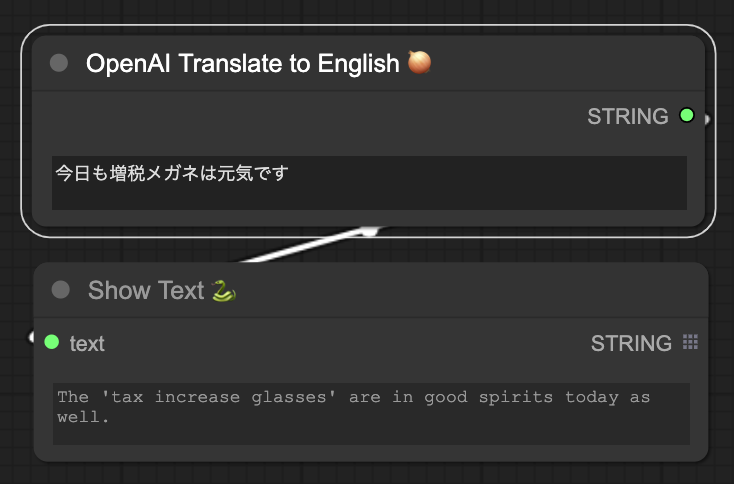 OpenAI Translate to English 🧅
STRING
今日も増税メガネは元気です
Show Text 🐍
text
STRING
The 'tax increase glasses' are in good spirits today as
well.